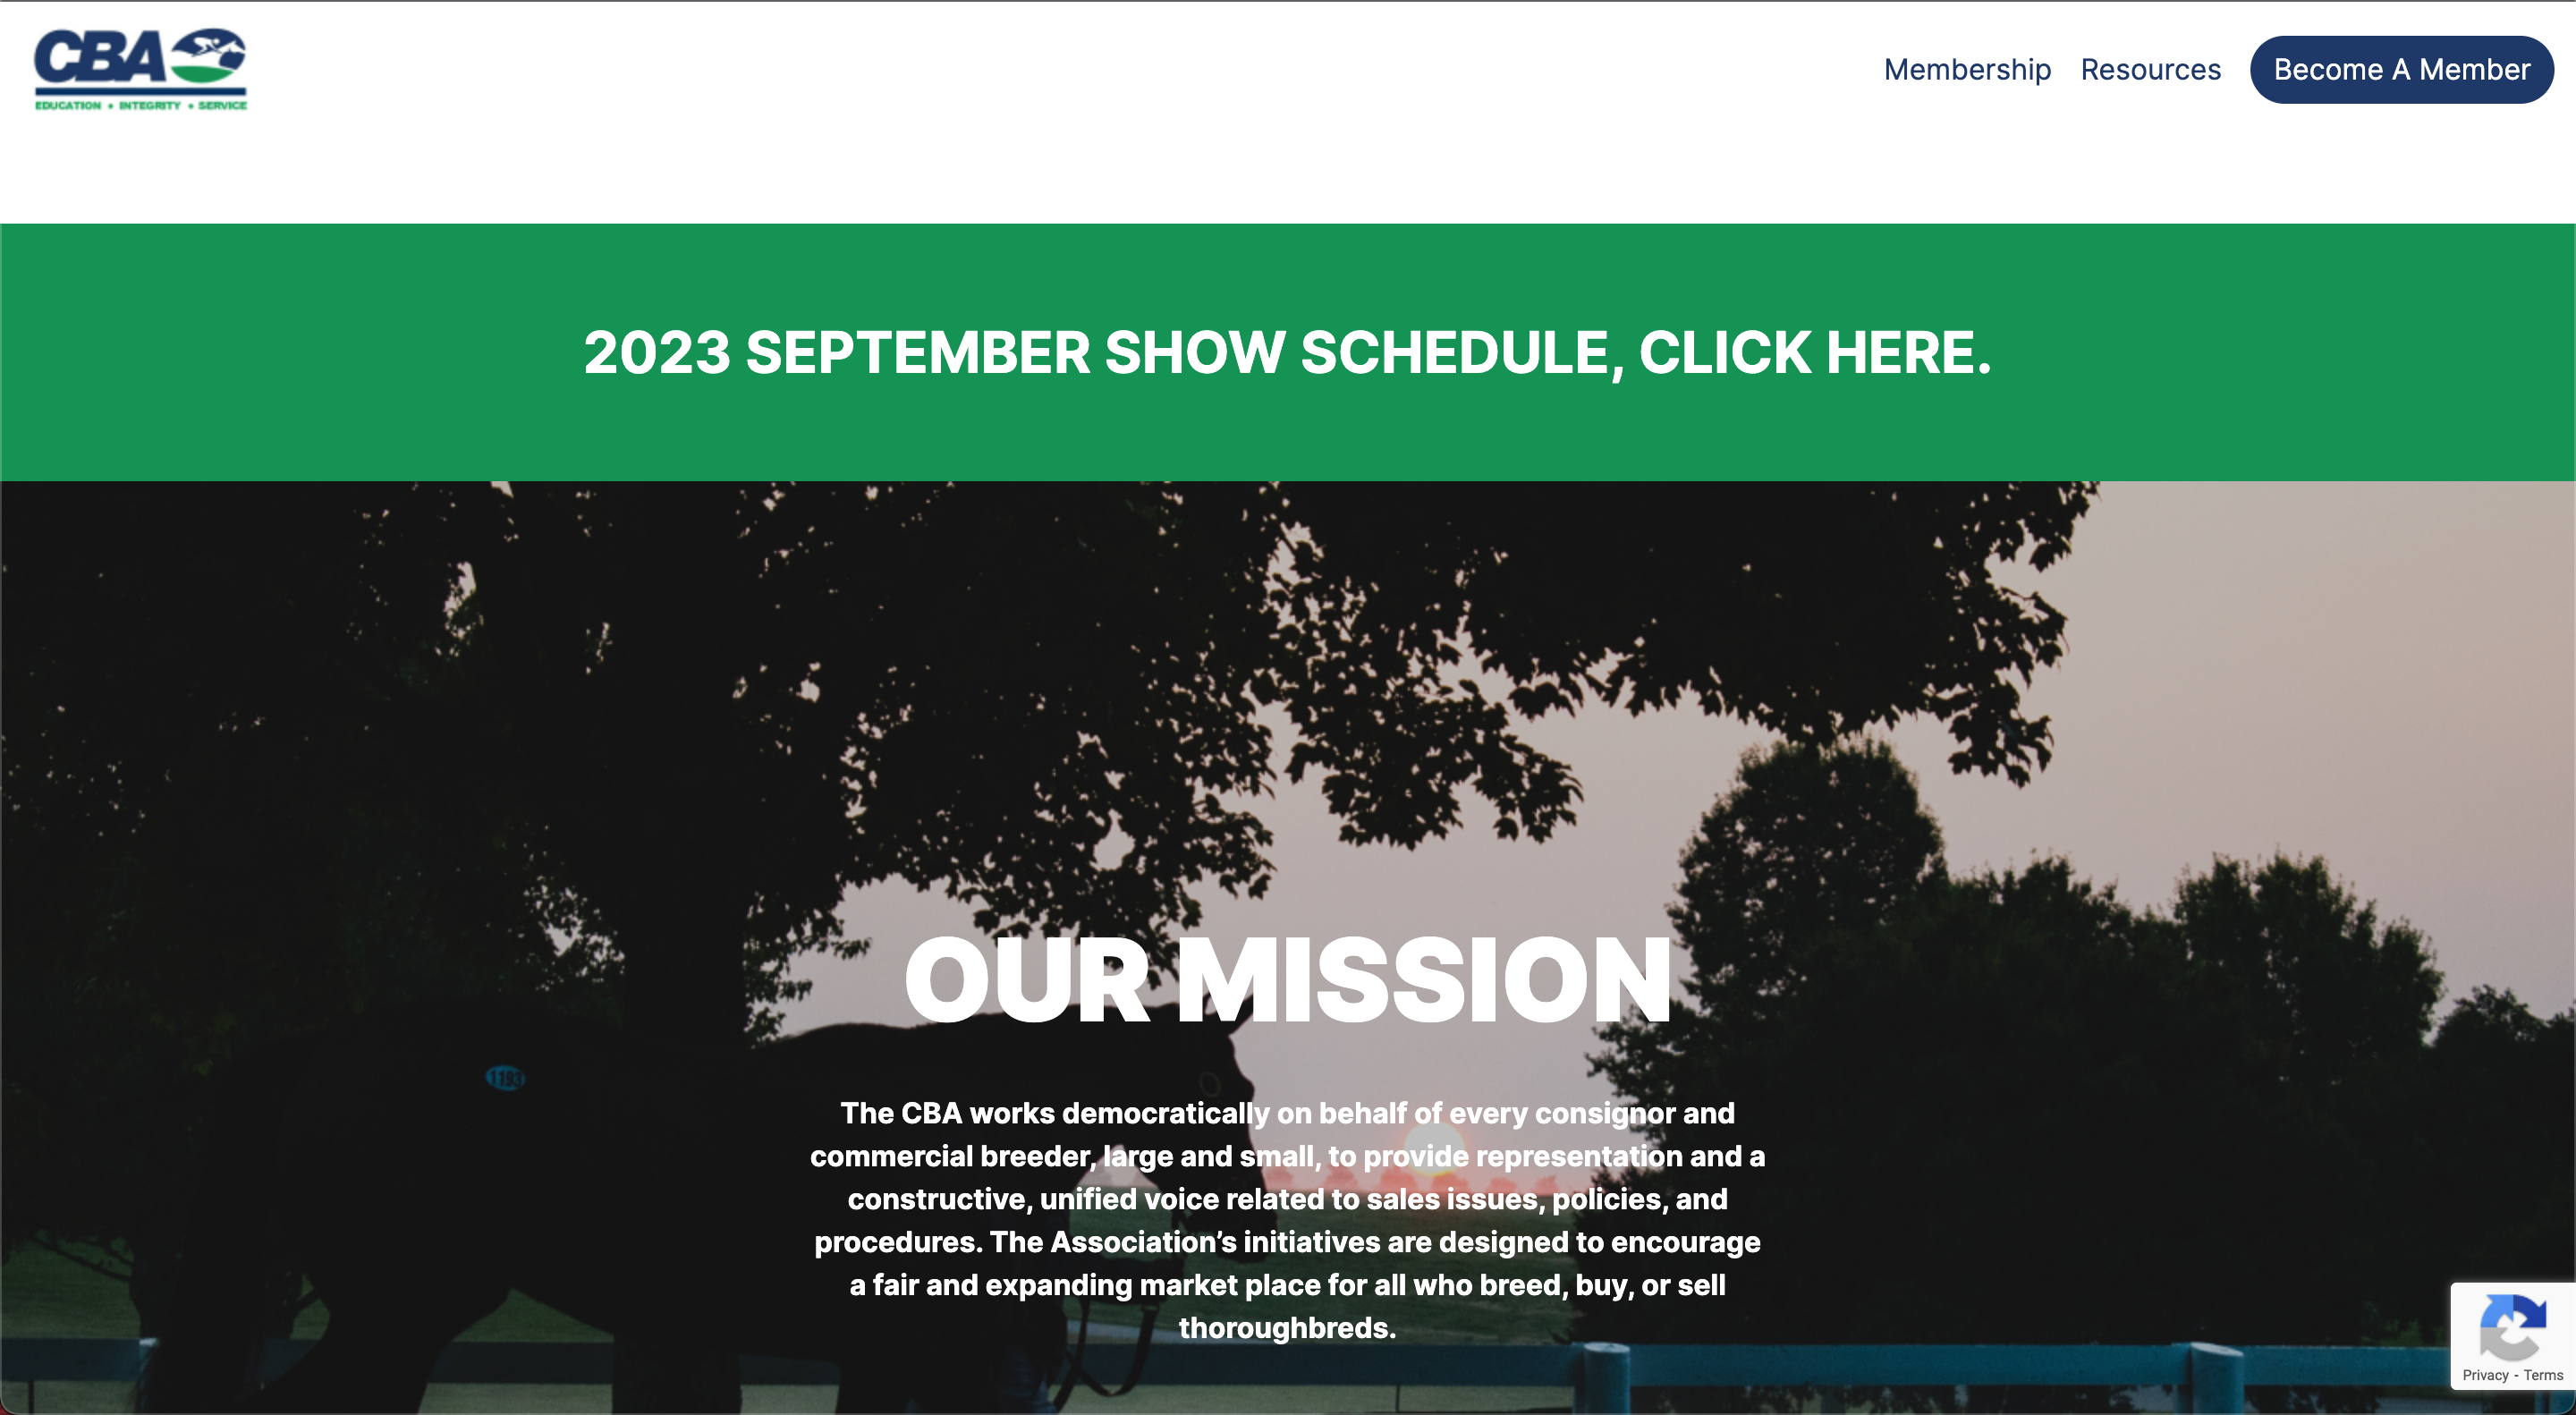 CBA
EDUCATION • INTEGRITY • SERVICE
Membership Resources Become A Member
2023 SEPTEMBER SHOW SCHEDULE, CLICK HERE.
OUR MISSION
1193
The CBA works democratically on behalf of every consignor and
commercial breeder, large and small, to provide representation and a
constructive, unified voice related to sales issues, policies, and
procedures. The Association’s initiatives are designed to encourage
a fair and expanding market place for all who breed, buy, or sell
thoroughbreds.
Privacy - Terms